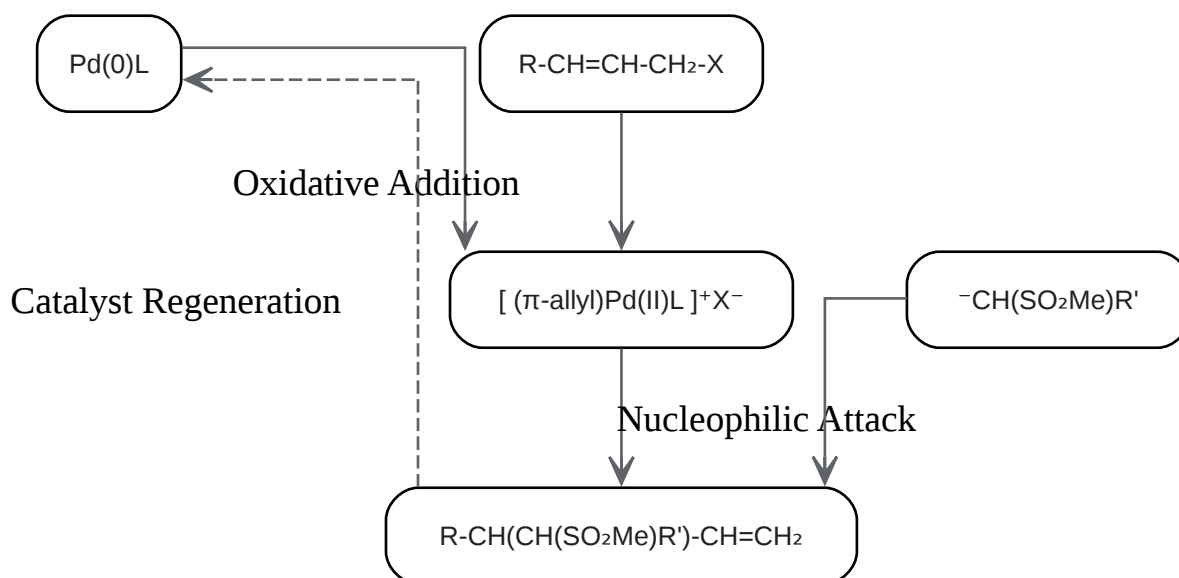 Pd(0)L
R-CH=CH-CH₂-X
Oxidative Addition
Catalyst Regeneration
[ (π-allyl)Pd(II)L ]⁺X⁻
⁻CH(SO₂Me)R'
Nucleophilic Attack
R-CH(CH(SO₂Me)R')-CH=CH₂